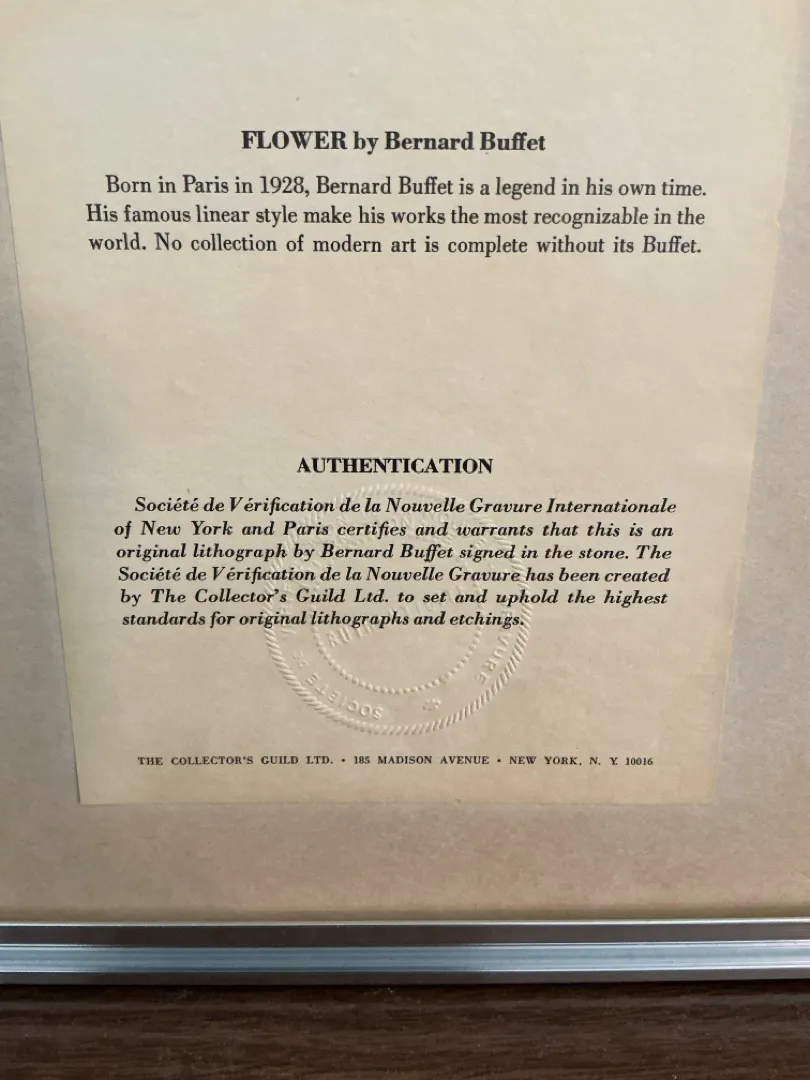 FLOWER by Bernard Buffet
Born in Paris in 1928, Bernard Buffet is a legend in his own time.
His famous linear style make his works the most recognizable in the
world. No collection of modern art is complete without its Buffet.
AUTHENTICATION
Société de Vérification de la Nouvelle Gravure Internationale
of New York and Paris certifies and warrants that this is an
original lithograph by Bernard Buffet signed in the stone. The
Société de Vérification de la Nouvelle Gravure has been created
by The Collector's Guild Ltd. to set and uphold the highest
standards for original lithographs and etchings.
SOCIETE DE
THE COLLECTOR'S GUILD LTD. • 185 MADISON AVENUE • NEW YORK, N. Y. 10016